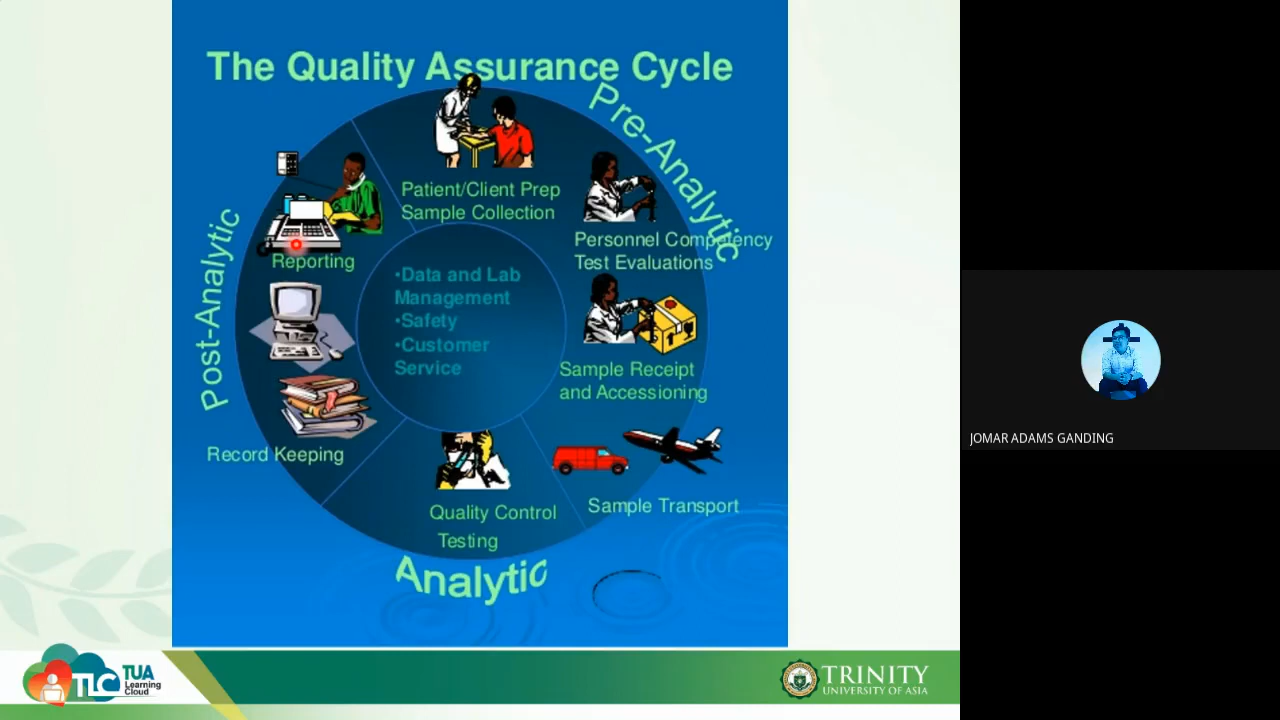 The Quality Assurance Cycle
Pre-Analytic
Patient/Client Prep
Sample Collection
Personnel Competency
Test Evaluations
Reporting
•Data and Lab
Management
•Safety
•Customer
Service
Post-Analytic
Sample Receipt
and Accessioning
Record Keeping
Sample Transport
Quality Control
Testing
Analytic
JOMAR ADAMS GANDING
TLC
TUA
Learning
Cloud
TRINITY
UNIVERSITY OF ASIA